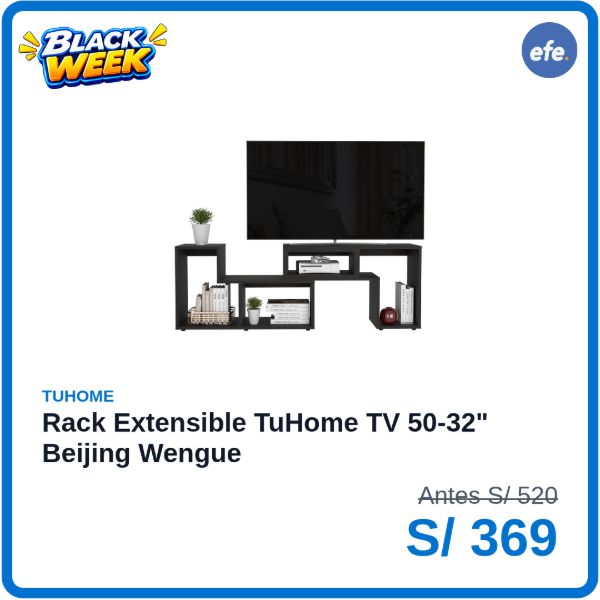 BLACK
WEEK
efe.
TUHOME
Rack Extensible TuHome TV 50-32"
Beijing Wengue
Antes S/ 520
S/ 369